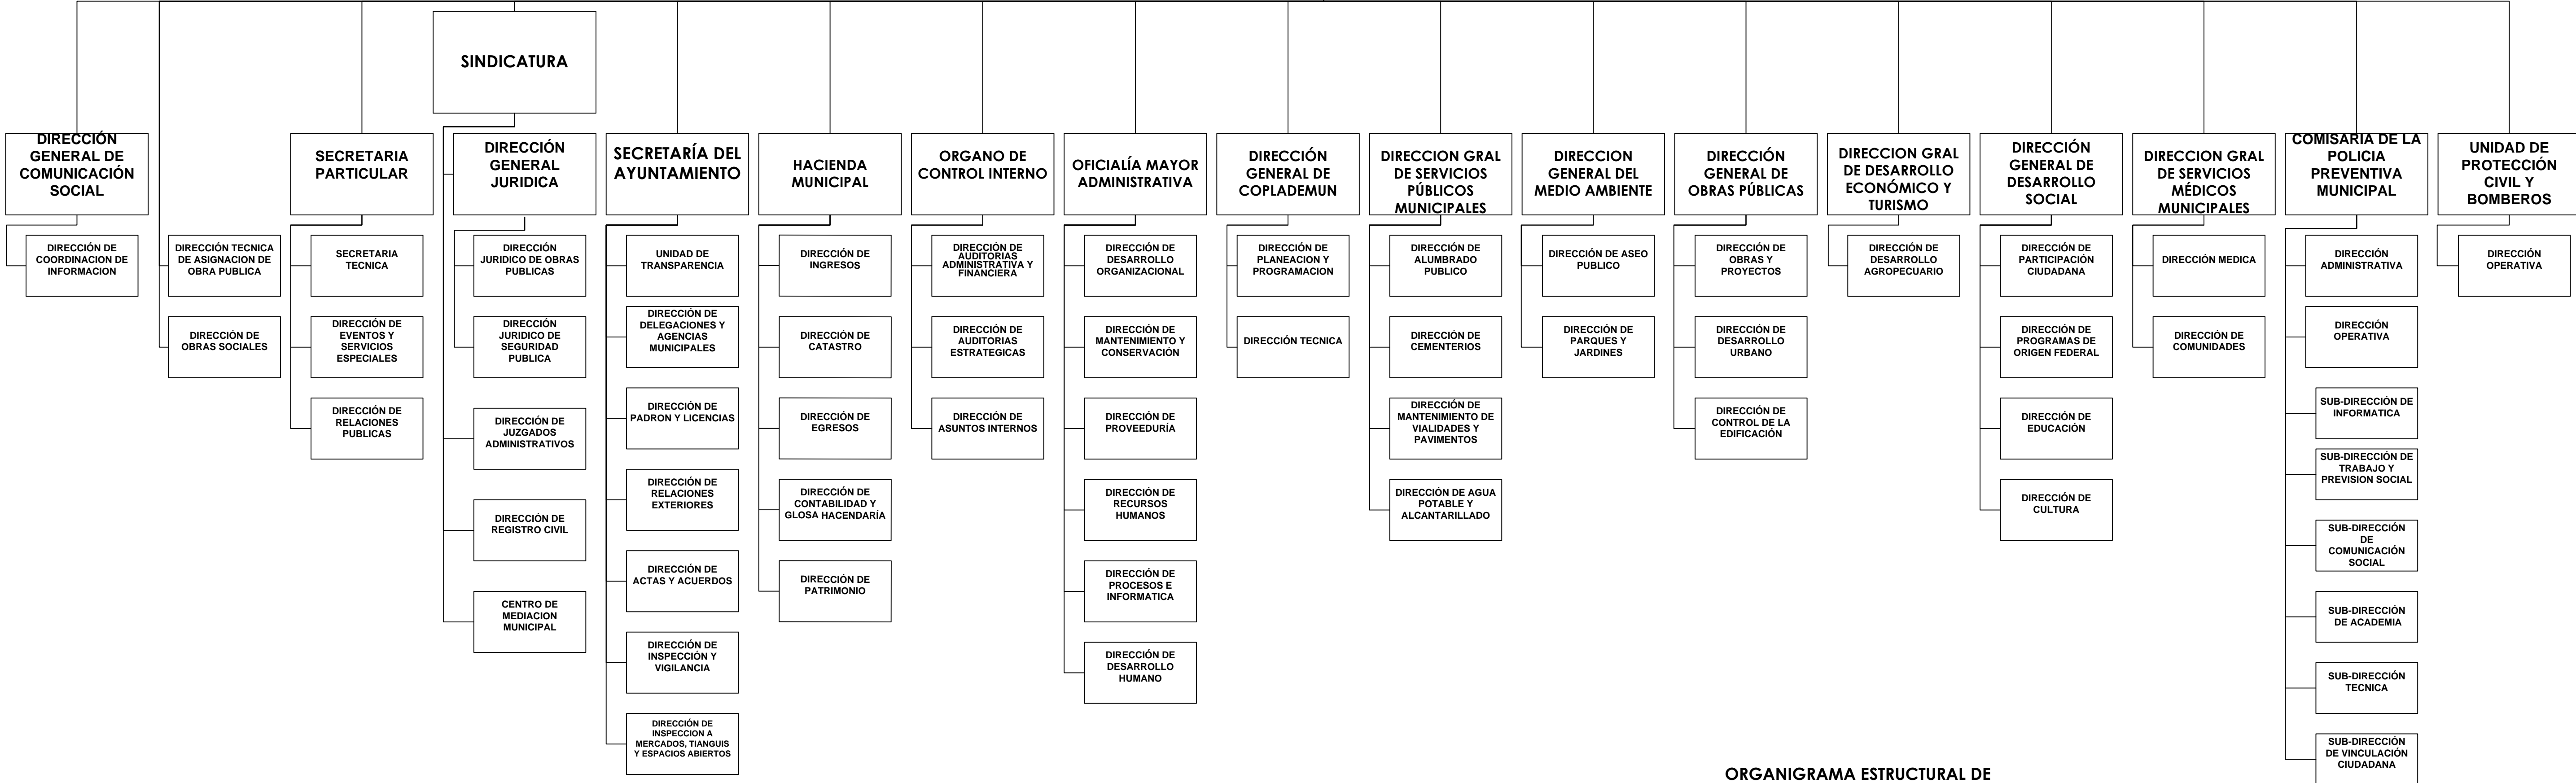 SINDICATURA
DIRECCIÓN
GENERAL DE
COMUNICACIÓN
SOCIAL
DIRECCIÓN DE
COORDINACION DE
INFORMACION
DIRECCIÓN TECNICA
DE ASIGNACION DE
OBRA PUBLICA
DIRECCIÓN DE
OBRAS SOCIALES
SECRETARIA
PARTICULAR
SECRETARIA
TECNICA
DIRECCIÓN DE
EVENTOS Y
SERVICIOS
ESPECIALES
DIRECCIÓN DE
RELACIONES
PUBLICAS
DIRECCIÓN
GENERAL
JURIDICA
DIRECCIÓN
JURIDICO DE OBRAS
PUBLICAS
DIRECCIÓN
JURIDICO DE
SEGURIDAD
PUBLICA
DIRECCIÓN DE
JUZGADOS
ADMINISTRATIVOS
DIRECCIÓN DE
REGISTRO CIVIL
CENTRO DE
MEDIACION
MUNICIPAL
SECRETARÍA DEL
AYUNTAMIENTO
UNIDAD DE
TRANSPARENCIA
DIRECCIÓN DE
DELEGACIONES Y
AGENCIAS
MUNICIPALES
DIRECCIÓN DE
PADRON Y LICENCIAS
DIRECCIÓN DE
RELACIONES
EXTERIORES
DIRECCIÓN DE
ACTAS Y ACUERDOS
DIRECCIÓN DE
INSPECCIÓN Y
VIGILANCIA
DIRECCIÓN DE
INSPECCION A
MERCADOS, TIANGUIS
Y ESPACIOS ABIERTOS
HACIENDA
MUNICIPAL
DIRECCIÓN DE
INGRESOS
DIRECCIÓN DE
CATASTRO
DIRECCIÓN DE
EGRESOS
DIRECCIÓN DE
CONTABILIDAD Y
GLOSA HACENDARÍA
DIRECCIÓN DE
PATRIMONIO
ORGANO DE
CONTROL INTERNO
DIRECCIÓN DE
AUDITORIAS
ADMINISTRATIVA Y
FINANCIERA
DIRECCIÓN DE
AUDITORIAS
ESTRATEGICAS
DIRECCIÓN DE
ASUNTOS INTERNOS
OFICIALÍA MAYOR
ADMINISTRATIVA
DIRECCIÓN DE
DESARROLLO
ORGANIZACIONAL
DIRECCIÓN DE
MANTENIMIENTO Y
CONSERVACIÓN
DIRECCIÓN DE
PROVEEDURÍA
DIRECCIÓN DE
RECURSOS
HUMANOS
DIRECCIÓN DE
PROCESOS E
INFORMATICA
DIRECCIÓN DE
DESARROLLO
HUMANO
DIRECCIÓN
GENERAL DE
COPLADEMUN
DIRECCIÓN DE
PLANEACION Y
PROGRAMACION
DIRECCIÓN TECNICA
DIRECCION GRAL
DE SERVICIOS
PÚBLICOS
MUNICIPALES
DIRECCIÓN DE
ALUMBRADO
PUBLICO
DIRECCIÓN DE
CEMENTERIOS
DIRECCIÓN DE
MANTENIMIENTO DE
VIALIDADES Y
PAVIMENTOS
DIRECCIÓN DE AGUA
POTABLE Y
ALCANTARILLADO
DIRECCION
GENERAL DEL
MEDIO AMBIENTE
DIRECCIÓN DE ASEO
PUBLICO
DIRECCIÓN DE
PARQUES Y
JARDINES
DIRECCIÓN
GENERAL DE
OBRAS PÚBLICAS
DIRECCIÓN DE
OBRAS Y
PROYECTOS
DIRECCIÓN DE
DESARROLLO
URBANO
DIRECCIÓN DE
CONTROL DE LA
EDIFICACIÓN
DIRECCION GRAL
DE DESARROLLO
ECONÓMICO Y
TURISMO
DIRECCIÓN DE
DESARROLLO
AGROPECUARIO
DIRECCIÓN
GENERAL DE
DESARROLLO
SOCIAL
DIRECCIÓN DE
PARTICIPACIÓN
CIUDADANA
DIRECCIÓN DE
PROGRAMAS DE
ORIGEN FEDERAL
DIRECCIÓN DE
EDUCACIÓN
DIRECCIÓN DE
CULTURA
DIRECCION GRAL
DE SERVICIOS
MÉDICOS
MUNICIPALES
DIRECCIÓN MEDICA
DIRECCIÓN DE
COMUNIDADES
COMISARIA DE LA
POLICIA
PREVENTIVA
MUNICIPAL
DIRECCIÓN
ADMINISTRATIVA
DIRECCIÓN
OPERATIVA
SUB-DIRECCIÓN DE
INFORMATICA
SUB-DIRECCIÓN DE
TRABAJO Y
PREVISION SOCIAL
SUB-DIRECCIÓN
DE
COMUNICACIÓN
SOCIAL
SUB-DIRECCIÓN
DE ACADEMIA
SUB-DIRECCIÓN
TECNICA
SUB-DIRECCIÓN
DE VINCULACIÓN
CIUDADANA
UNIDAD DE
PROTECCIÓN
CIVIL Y
BOMBEROS
DIRECCIÓN
OPERATIVA
ORGANIGRAMA ESTRUCTURAL DE